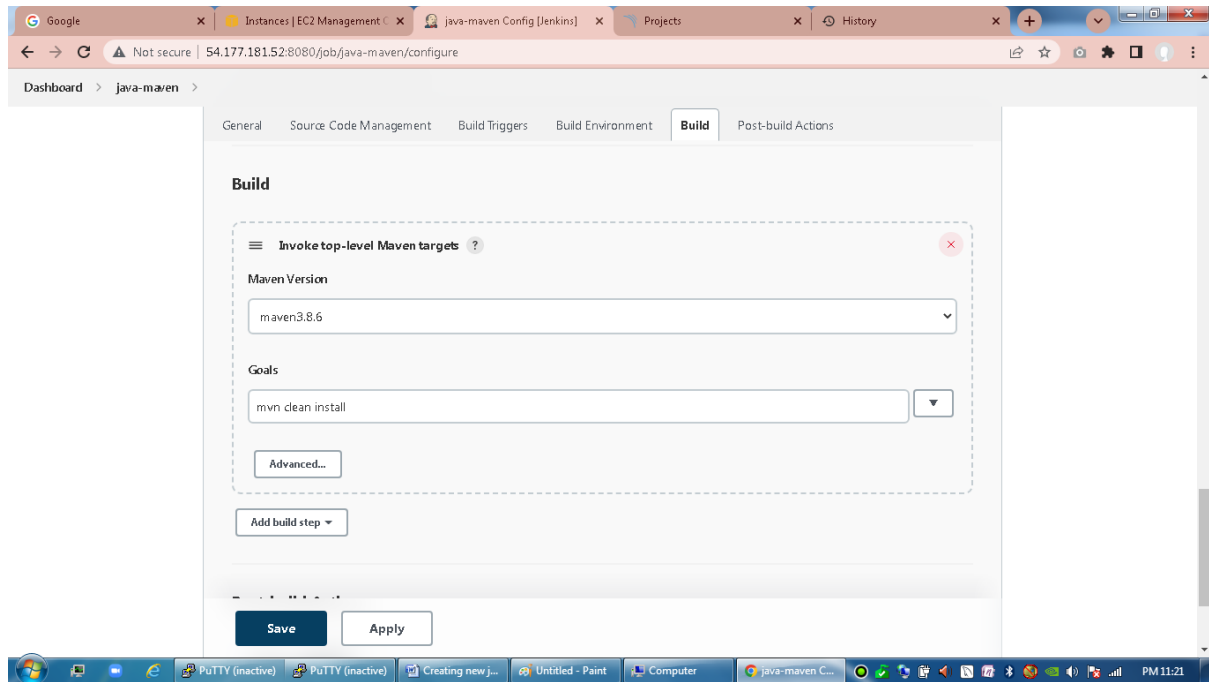 Google
Instances | EC2 Management C
java-maven Config [Jenkins]
Projects
History
Not secure | 54.177.181.52:8080/job/java-maven/configure
Dashboard > java-maven >
General Source Code Management Build Triggers Build Environment Build Post-build Actions
Build
Invoke top-level Maven targets ?
Maven Version
maven3.8.6
Goals
mvn clean install
Advanced...
Add build step
Save Apply
PuTTY (inactive) PuTTY (inactive) Creating new j... Untitled - Paint Computer java-maven C... PM 11:21